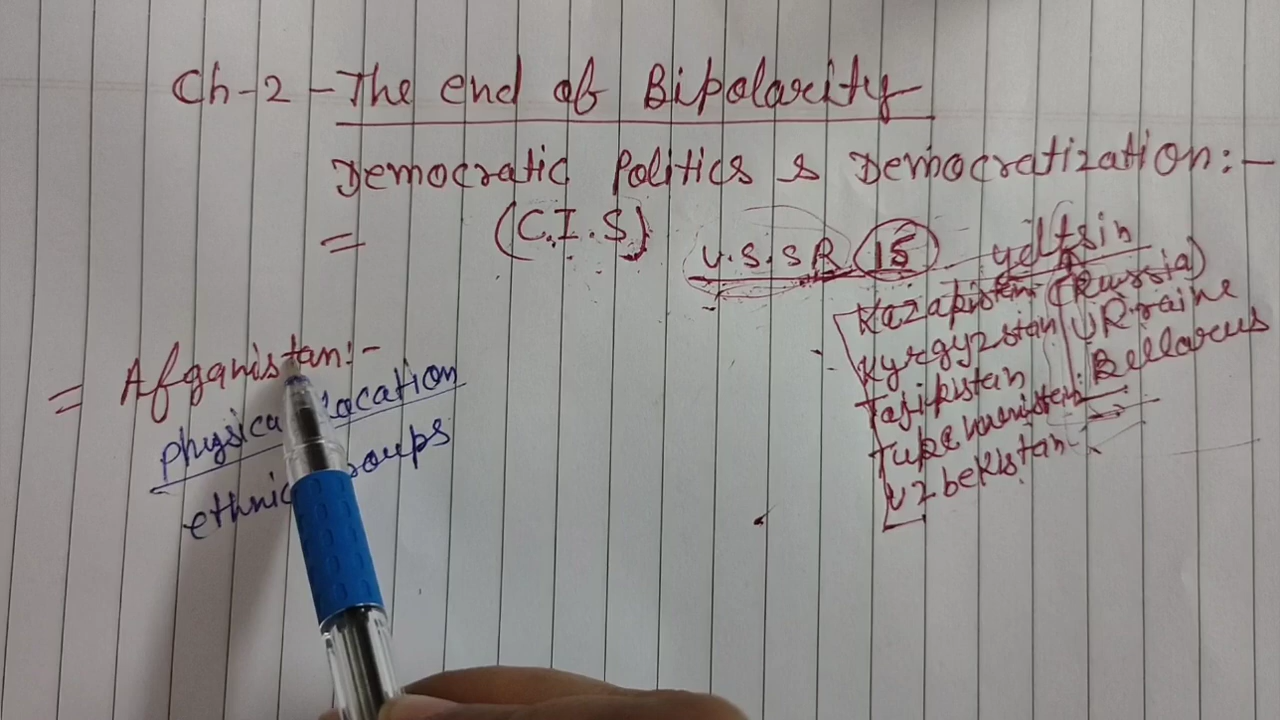 Ch-2 - The end of Bipolarity
Democratic Politics & Democratization:-
= (C.I.S) U.S.S.R 15 yeltsin
Kazakistan (Russia)
Kyrgyzstan UKraine
Tajikistan Bellarus
Uzbekistan
= Afganistan:-
physical Location
ethnic